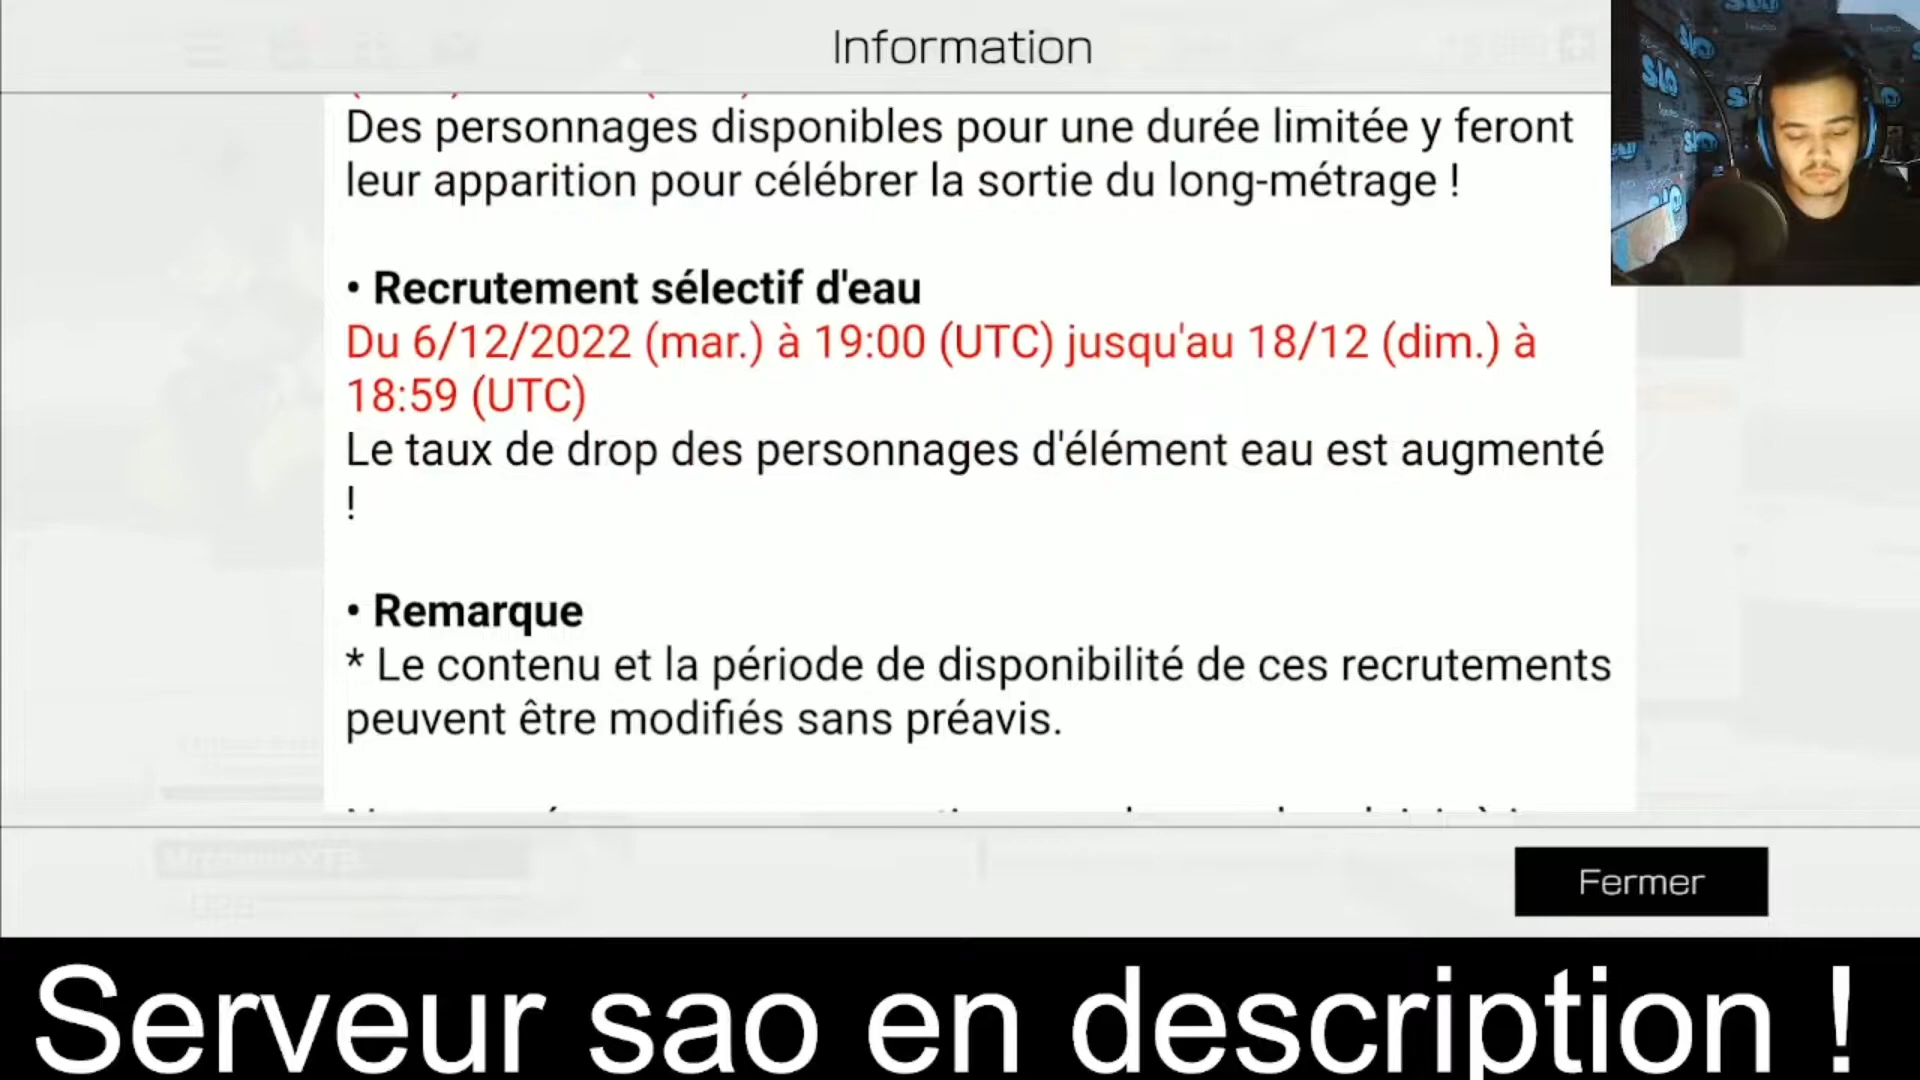 Information
Des personnages disponibles pour une durée limitée y feront
leur apparition pour célébrer la sortie du long-métrage !
• Recrutement sélectif d'eau
Du 6/12/2022 (mar.) à 19:00 (UTC) jusqu'au 18/12 (dim.) à
18:59 (UTC)
Le taux de drop des personnages d'élément eau est augmenté
!
• Remarque
* Le contenu et la période de disponibilité de ces recrutements
peuvent être modifiés sans préavis.
Fermer
Serveur sao en description !